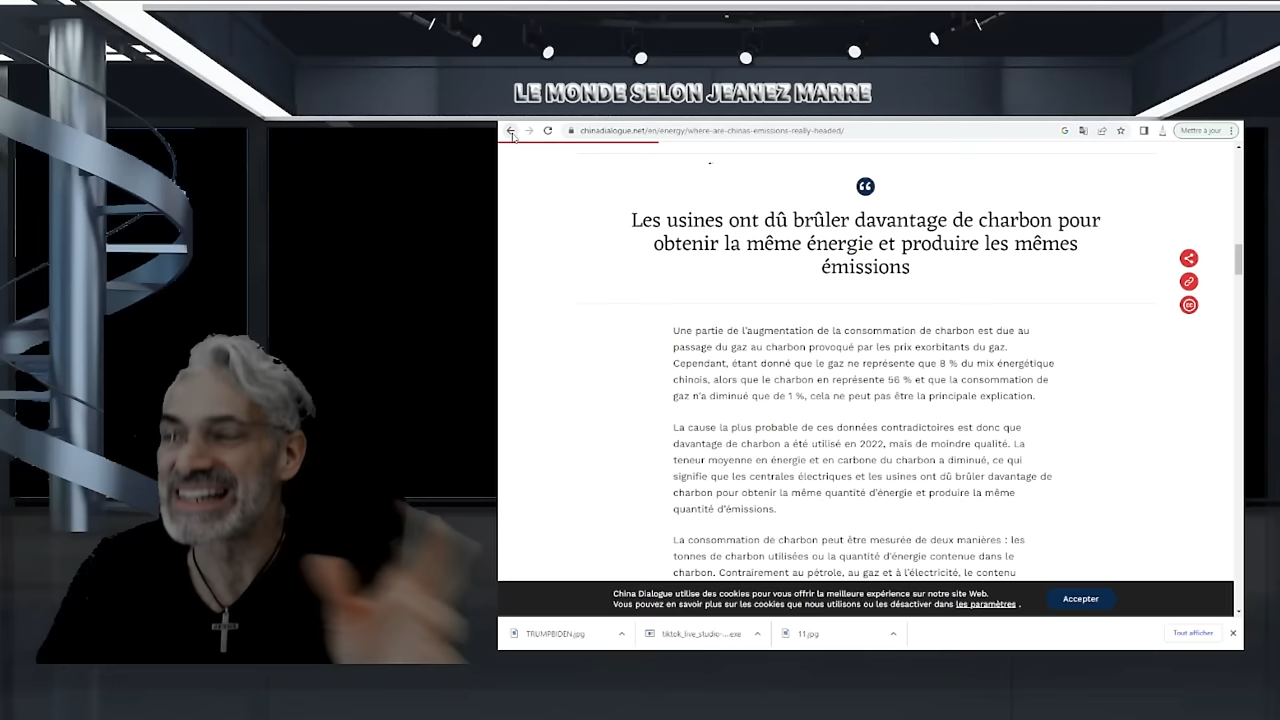 LE MONDE SELON JEANEZ MARRE
chinadialogue.net/en/energy/where-are-chinas-emissions-really-headed/
Mettre à jour
Les usines ont dû brûler davantage de charbon pour
obtenir la même énergie et produire les mêmes
émissions
Une partie de l'augmentation de la consommation de charbon est due au
passage du gaz au charbon provoqué par les prix exorbitants du gaz.
Cependant, étant donné que le gaz ne représente que 8 % du mix énergétique
chinois, alors que le charbon en représente 56 % et que la consommation de
gaz n'a diminué que de 1 %, cela ne peut pas être la principale explication.
La cause la plus probable de ces données contradictoires est donc que
davantage de charbon a été utilisé en 2022, mais de moindre qualité. La
teneur moyenne en énergie et en carbone du charbon a diminué, ce qui
signifie que les centrales électriques et les usines ont dû brûler davantage de
charbon pour obtenir la même quantité d'énergie et produire la même
quantité d'émissions.
La consommation de charbon peut être mesurée de deux manières : les
tonnes de charbon utilisées ou la quantité d'énergie contenue dans le
charbon. Contrairement au pétrole, au gaz et à l'électricité, le contenu
China Dialogue utilise des cookies pour vous offrir la meilleure expérience sur notre site Web.
Vous pouvez en savoir plus sur les cookies que nous utilisons ou les désactiver dans les paramètres .
Accepter
TRUMPBIDEN.jpg
tiktok_live_studio-....exe
11.jpg
Tout afficher